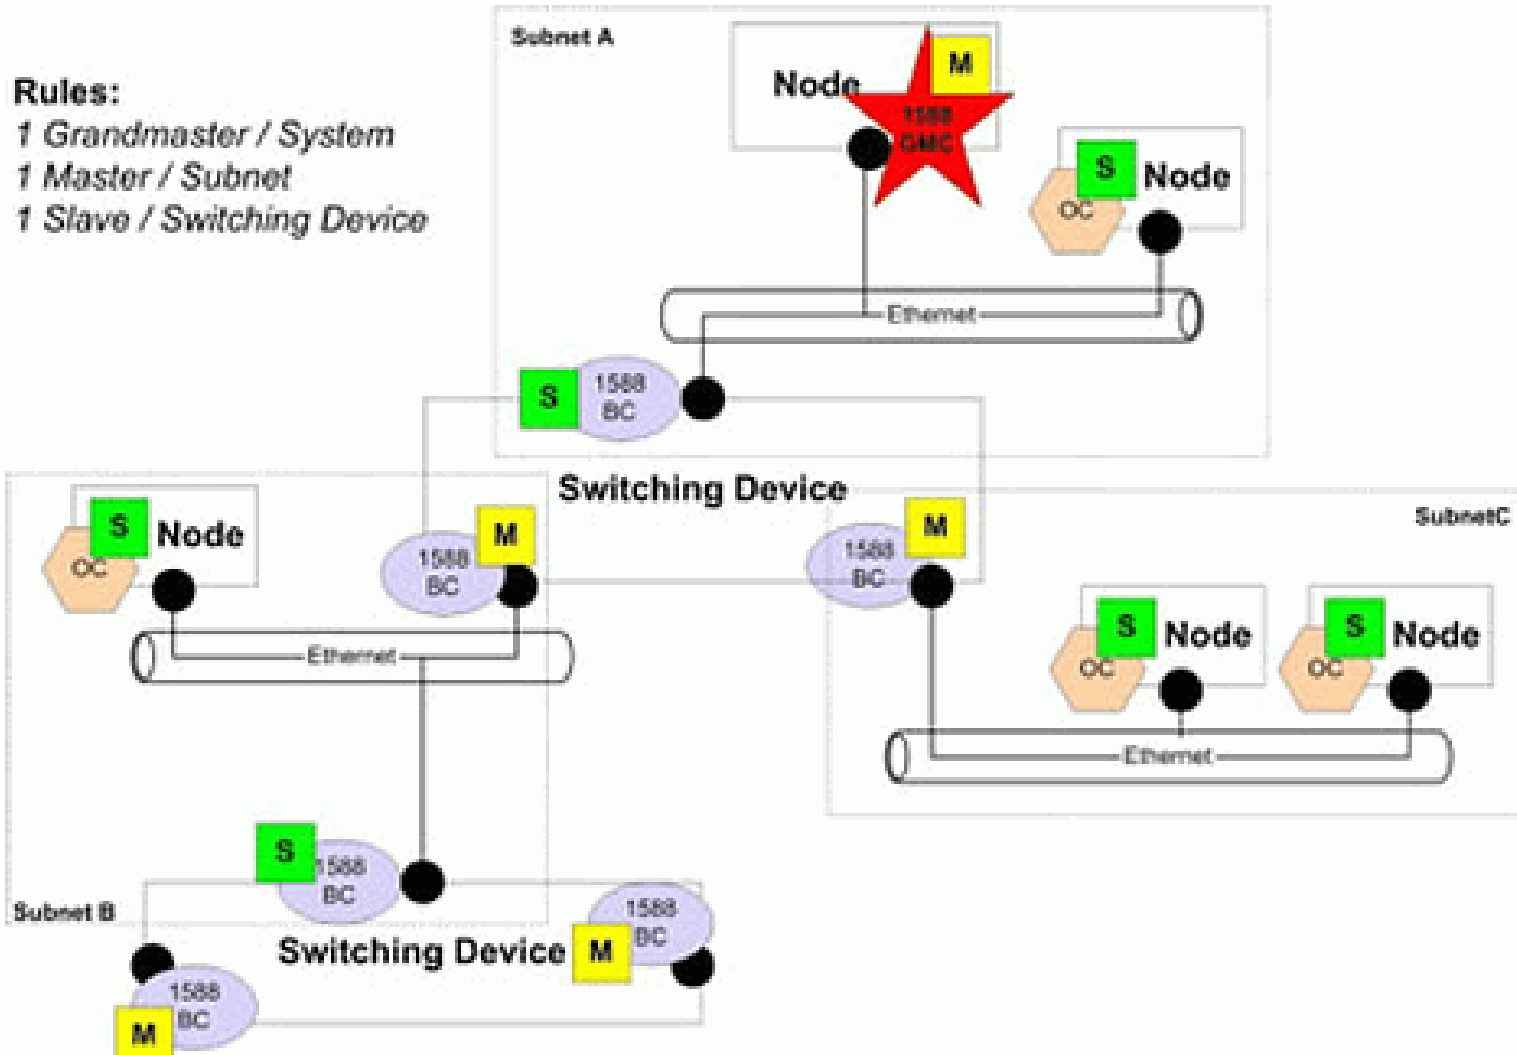 Subnet A
Rules:
1 Grandmaster / System
1 Master / Subnet
1 Slave / Switching Device
Node
M
1588
GMC
S
Node
OC
Ethernet
S
1588
BC
Switching Device
S
Node
OC
M
1588
BC
Ethernet
M
1588
BC
SubnetC
S
Node
OC
S
Node
OC
Ethernet
S
1588
BC
Subnet B
Switching Device
1588
BC
M
1588
BC
M